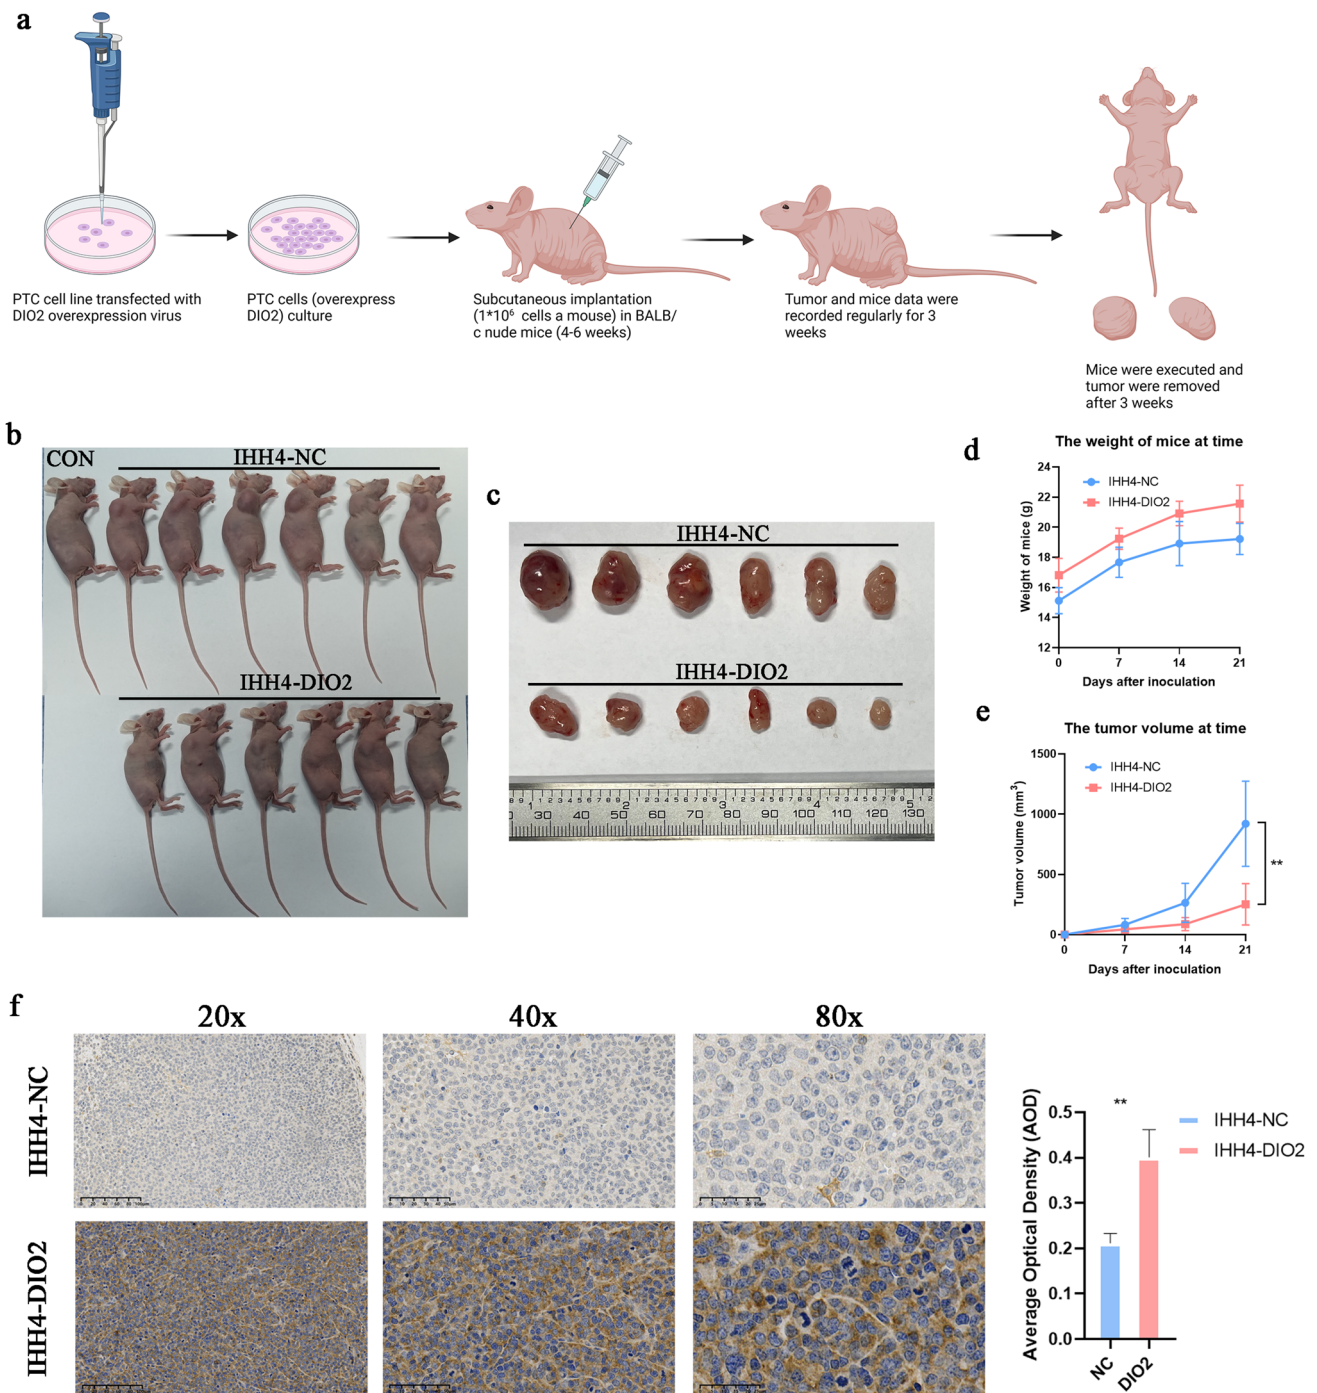 a
PTC cell line transfected with
DIO2 overexpression virus
PTC cells (overexpress
DIO2) culture
Subcutaneous implantation
(1*10⁶ cells a mouse) in BALB/
c nude mice (4-6 weeks)
Tumor and mice data were
recorded regularly for 3
weeks
Mice were executed and
tumor were removed
after 3 weeks
b
CON
IHH4-NC
IHH4-DIO2
c
IHH4-NC
IHH4-DIO2
1 2 3 4 5
30 40 50 60 70 80 90 100 110 120 130
d
The weight of mice at time
IHH4-NC
IHH4-DIO2
Weight of mice (g)
24
22
20
18
16
14
12
0 7 14 21
Days after inoculation
e
The tumor volume at time
IHH4-NC
IHH4-DIO2
Tumor volume (mm³)
1500
1000
500
0
**
0 7 14 21
Days after inoculation
f
20x 40x 80x
IHH4-NC
IHH4-DIO2
Average Optical Density (AOD)
**
0.5
0.4
0.3
0.2
0.1
0.0
NC DIO2
IHH4-NC
IHH4-DIO2